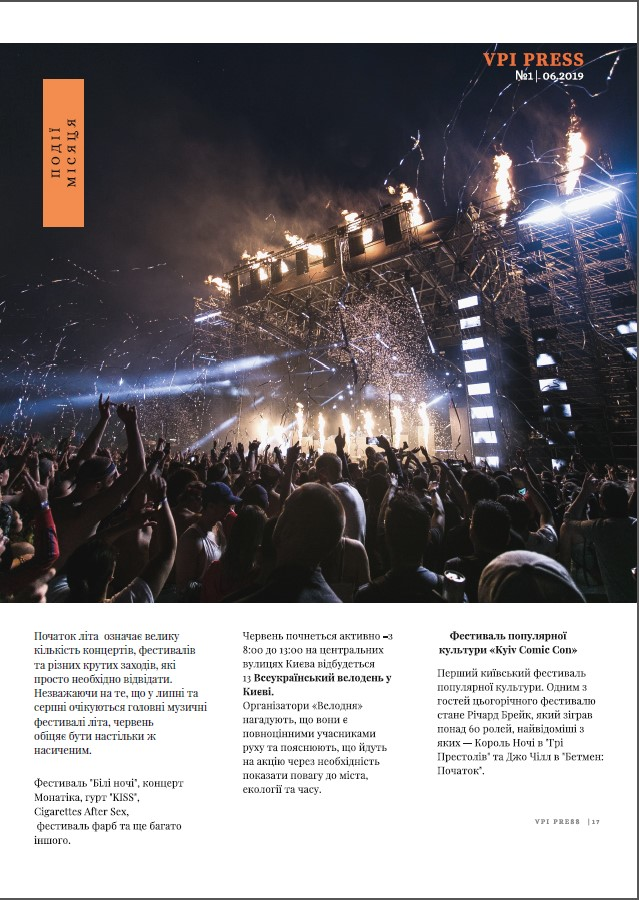 VPI PRESS
№1| 06.2019
ПОДІЇ
МІСЯЦЯ
Початок літа означає велику
кількість концертів, фестивалів
та різних крутих заходів, які
просто необхідно відвідати.
Незважаючи на те, що у липні та
серпні очікуються головні музичні
фестивалі літа, червень
обіцяє бути настільки ж
насиченим.
Фестиваль "Білі ночі", концерт
Монатіка, гурт "KISS",
Cigarettes After Sex,
фестиваль фарб та ще багато
іншого.
Червень почнеться активно –з
8:00 до 13:00 на центральних
вулицях Києва відбудеться
13 Всеукраїнський велодень у
Києві.
Організатори «Велодня»
нагадують, що вони є
повноцінними учасниками
руху та пояснюють, що йдуть
на акцію через необхідність
показати повагу до міста,
екології та часу.
Фестиваль популярної
культури «Kyiv Comic Con»
Перший київський фестиваль
популярної культури. Одним з
гостей цьогорічного фестивалю
стане Річард Брейк, який зіграв
понад 60 ролей, найвідоміші з
яких — Король Ночі в "Грі
Престолів" та Джо Чілл в "Бетмен:
Початок".
VPI PRESS |17